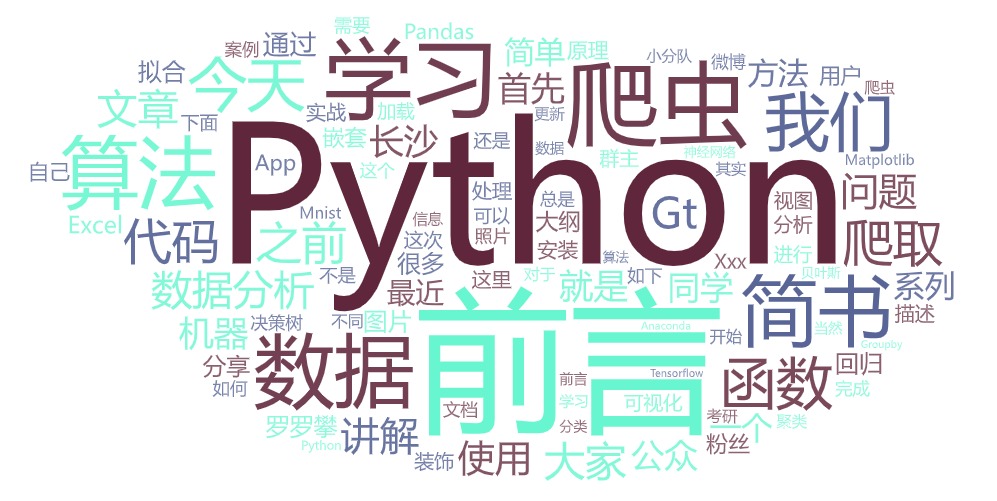 需要
Pandas
案例
通过
学习
简单
原理
小分队
微博
方法
用户
爬虫
拟合
今天
首先
爬虫
我们
文章
下面
实战
加载
更新
嵌套
长沙
还是
数据
群主
神经网络
其实
Matplotlib
自己
算法
App
Python
这个
处理
总是
Gt
视图
问题
Excel
代码
之前
Mnist
信息
可以
大纲
分析
爬取
照片
这次
安装
Xxx
进行
数据分析
不是
很多
这里
对于
算法
如下
贝叶斯
系列
最近
就是
同学
简书
描述
机器
决策树
不同
图片
前言
Anaconda
开始
当然
Groupby
分享
数据
Tensorflow
函数
回归
如何
前言
学习
可视化
考研
完成
罗罗攀
Python
讲解
文档
分类
一个
聚类
粉丝
装饰
使用
大家
公众